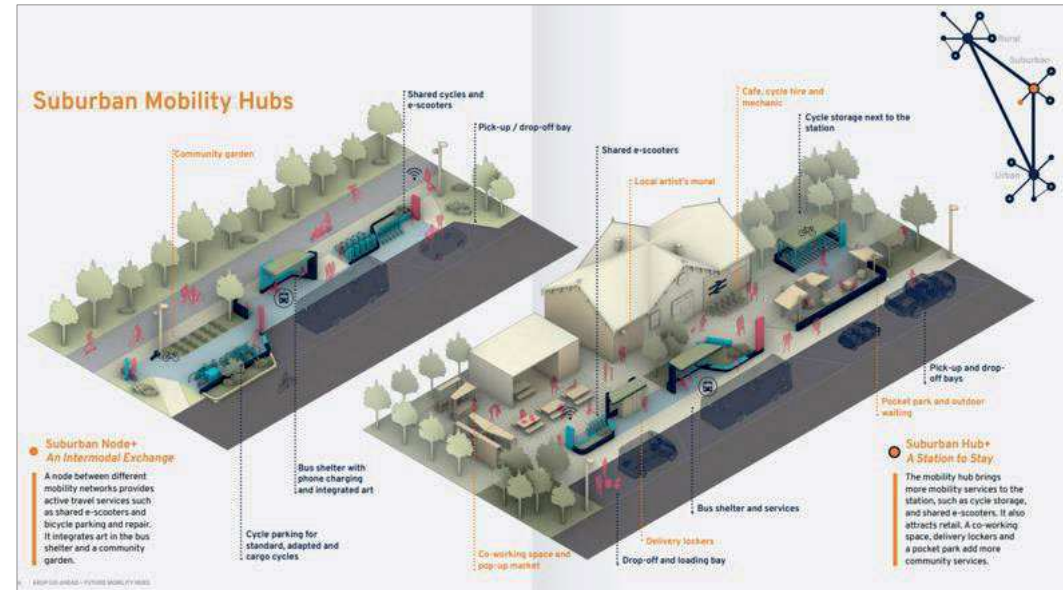 Suburban Mobility Hubs
Community garden
Shared cycles and
e-scooters
Pick-up / drop-off bay
Shared e-scooters
Local artist's mural
Cafe, cycle hire and
mechanic
Cycle storage next to the
station
Rural
Suburban
Urban
Suburban Node+
An Intermodal Exchange
A node between different
mobility networks provides
active travel services such
as shared e-scooters and
bicycle parking and repair.
It integrates art in the bus
shelter and a community
garden.
Cycle parking for
standard, adapted and
cargo cycles
Bus shelter with
phone charging
and integrated art
Co-working space and
pop-up market
Drop-off and loading bay
Delivery lockers
Bus shelter and services
Pick-up and drop-
off bays
Pocket park and outdoor
waiting
Suburban Hub+
A Station to Stay
The mobility hub brings
more mobility services to the
station, such as cycle storage,
and shared e-scooters. It also
attracts retail. A co-working
space, delivery lockers and
a pocket park add more
community services.
FUTURE MOBILITY HUBS